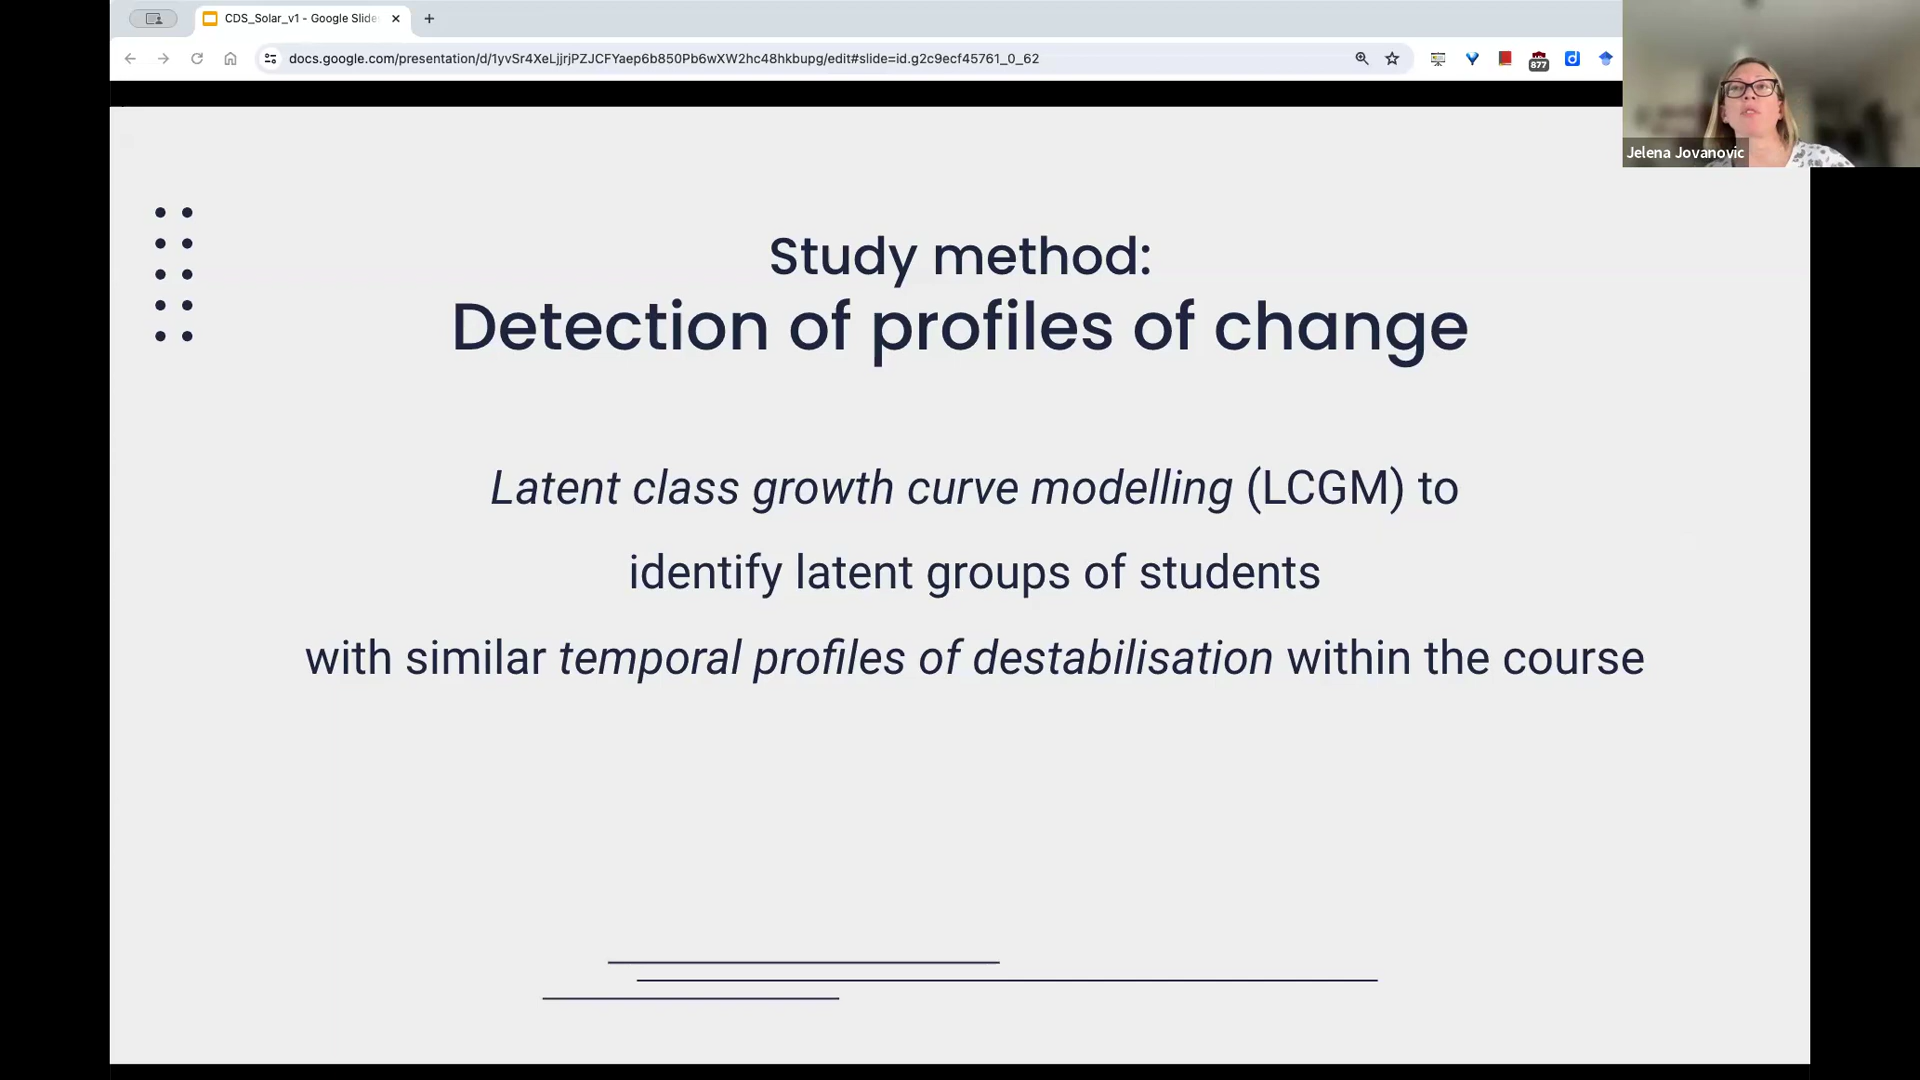 CDS_Solar_v1 - Google Slide
docs.google.com/presentation/d/1yvSr4XeLjjrjPZJCFYaep6b850Pb6wXW2hc48hkbupg/edit#slide=id.g2c9ecf45761_0_62
877
Jelena Jovanovic
Study method:
Detection of profiles of change
Latent class growth curve modelling (LCGM) to
identify latent groups of students
with similar temporal profiles of destabilisation within the course